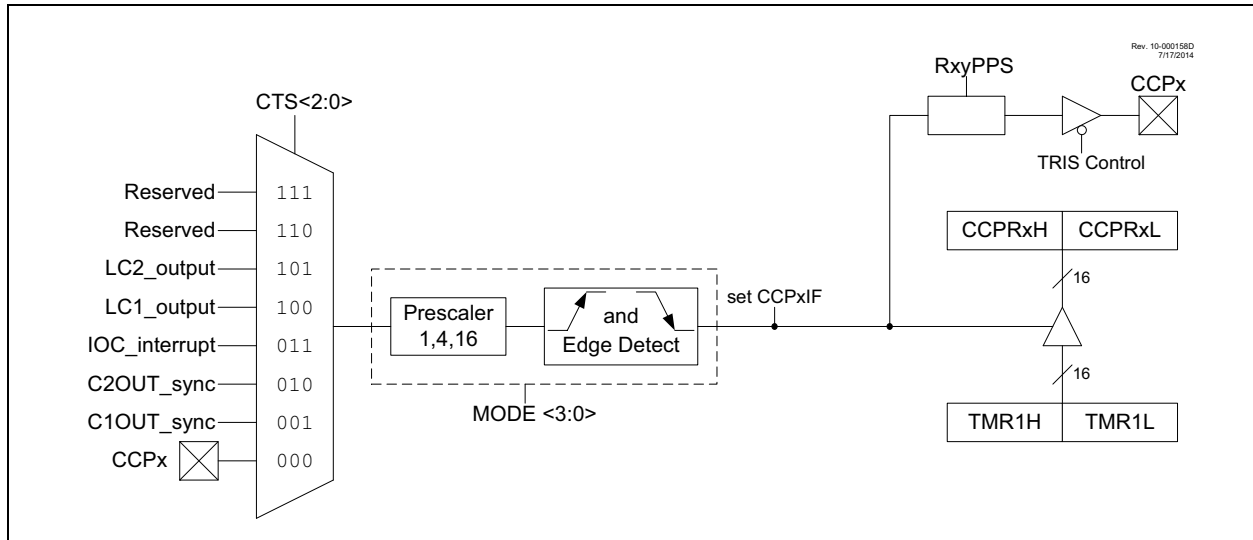 Rev. 10-000158D
7/17/2014
RxyPPS
CCPx
CTS<2:0>
TRIS Control
Reserved
111
Reserved
110
CCPRxH
CCPRxL
LC2_output
101
16
LC1_output
100
Prescaler
1,4,16
and
Edge Detect
set CCPxIF
IOC_interrupt
011
C2OUT_sync
010
16
MODE <3:0>
C1OUT_sync
001
TMR1H
TMR1L
CCPx
000